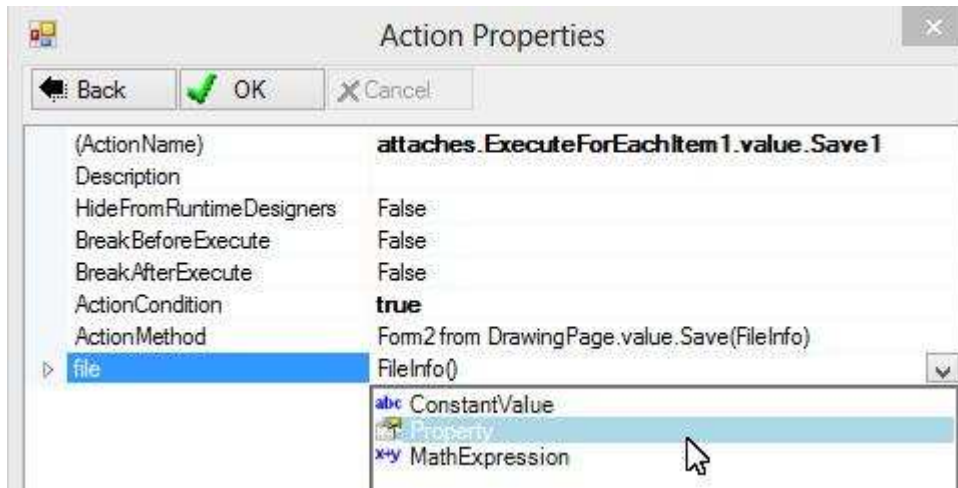 Action Properties
Back OK Cancel
(ActionName) attaches.ExecuteForEachItem1.value.Save1
Description
HideFromRuntimeDesigners False
BreakBeforeExecute False
BreakAfterExecute False
ActionCondition true
ActionMethod Form2 from DrawingPage.value.Save(FileInfo)
file FileInfo()
abc ConstantValue
Property
x+y MathExpression